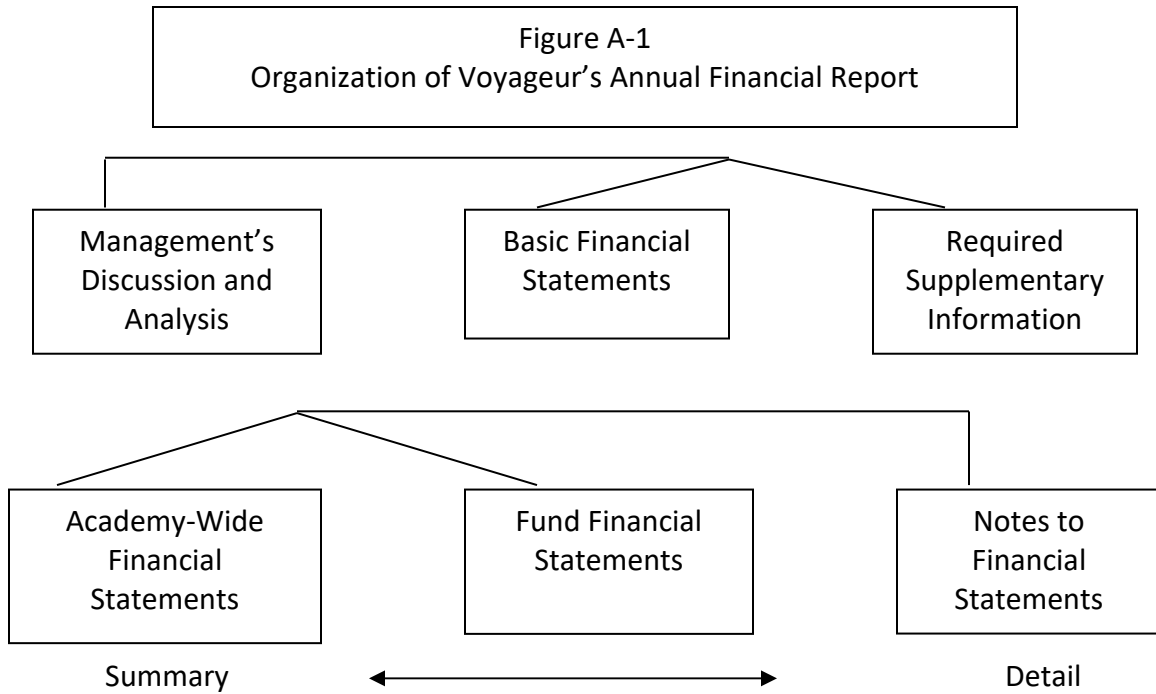 Figure A-1
Organization of Voyageur’s Annual Financial Report
Management’s
Discussion and
Analysis
Basic Financial
Statements
Required
Supplementary
Information
Academy-Wide
Financial
Statements
Fund Financial
Statements
Notes to
Financial
Statements
Summary
Detail